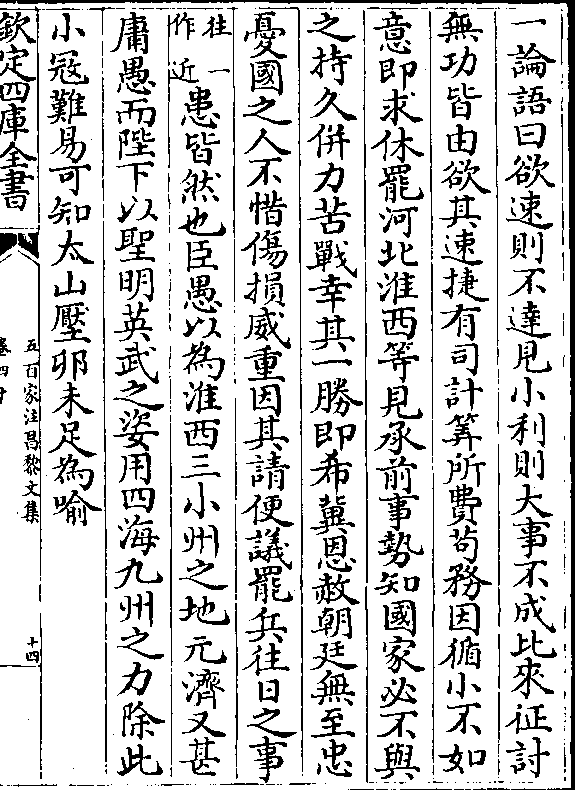 一論語曰欲速則不達見小利則大事不成比來征討
無功皆由欲其速捷有司計筭所費苟務因循小不如
意即求休罷河北淮西等見承前事勢知國家必不與
之持久併力苦戰幸其一勝即希冀恩赦朝廷無至忠
憂國之人不惜傷損威重因其請便議罷兵往日之事
往一作近患皆然也臣愚以為淮西三小州之地元濟又甚
庸愚而陛下以聖明英武之姿用四海九州之力除此
小冦難易可知太山壓卵未足為喻
欽定四庫全書
五百家注昌黎文集
卷四十
十四